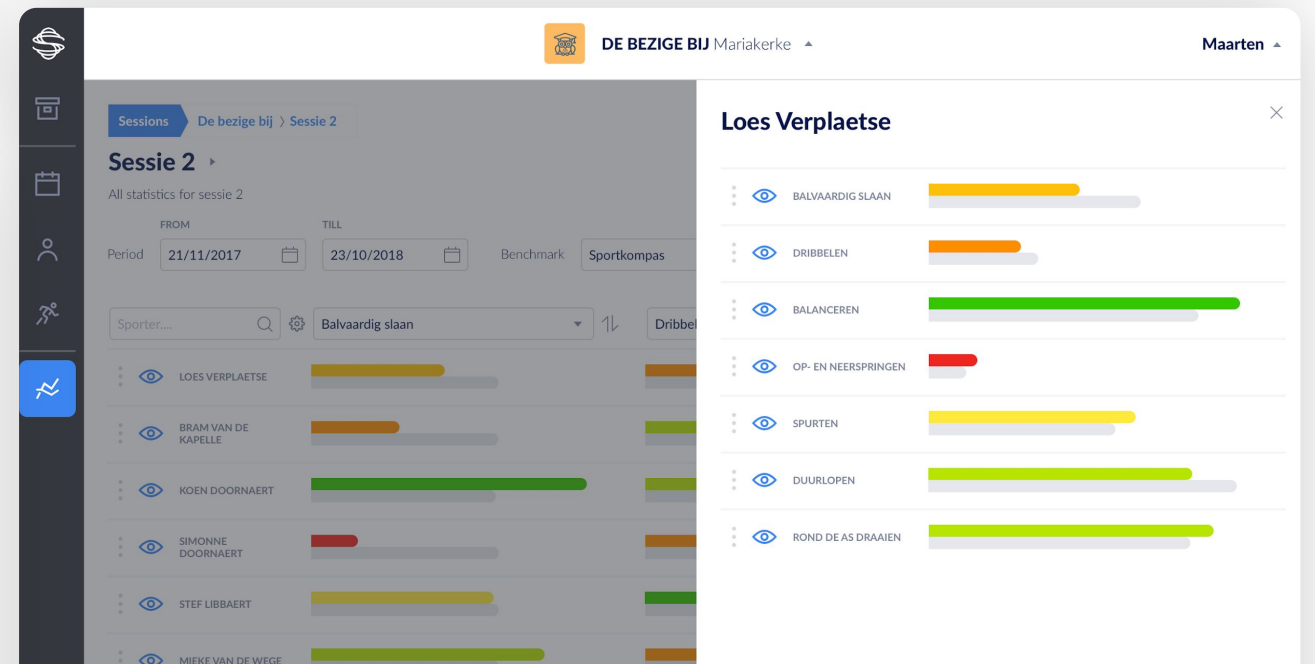 DE BEZIGE BIJ Mariakerke
Maarten
Sessions De bezige bij Sessie 2
Sessie 2
All statistics for sessie 2
FROM TILL
Period 21/11/2017 23/10/2018 Benchmark Sportkompas
Sporter.... Balvaardig slaan Dribbel
LOES VERPLAETSE
BRAM VAN DE
KAPELLE
KOEN DOORNAERT
SIMONNE
DOORNAERT
STEF LIBBAERT
MIEKE VAN DE WEGE
Loes Verplaetse
BALVAARDIG SLAAN
DRIBBELEN
BALANCEREN
OP- EN NEERSPRINGEN
SPURTEN
DUURLOPEN
ROND DE AS DRAAIEN